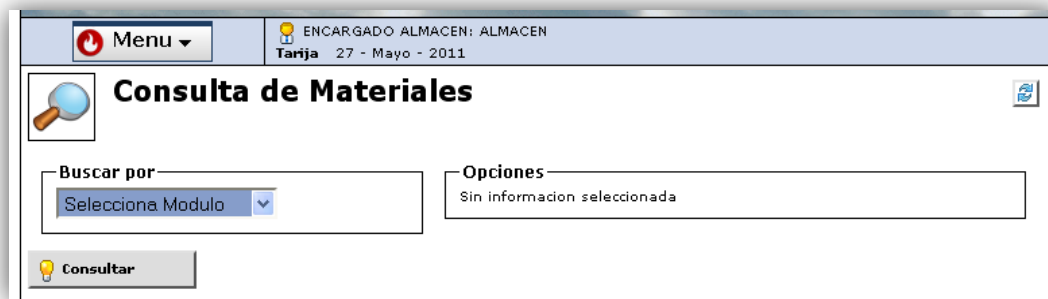 Menu
ENCARGADO ALMACEN: ALMACEN
Tarija 27 - Mayo - 2011
Consulta de Materiales
Buscar por
Selecciona Modulo
Opciones
Sin informacion seleccionada
Consultar